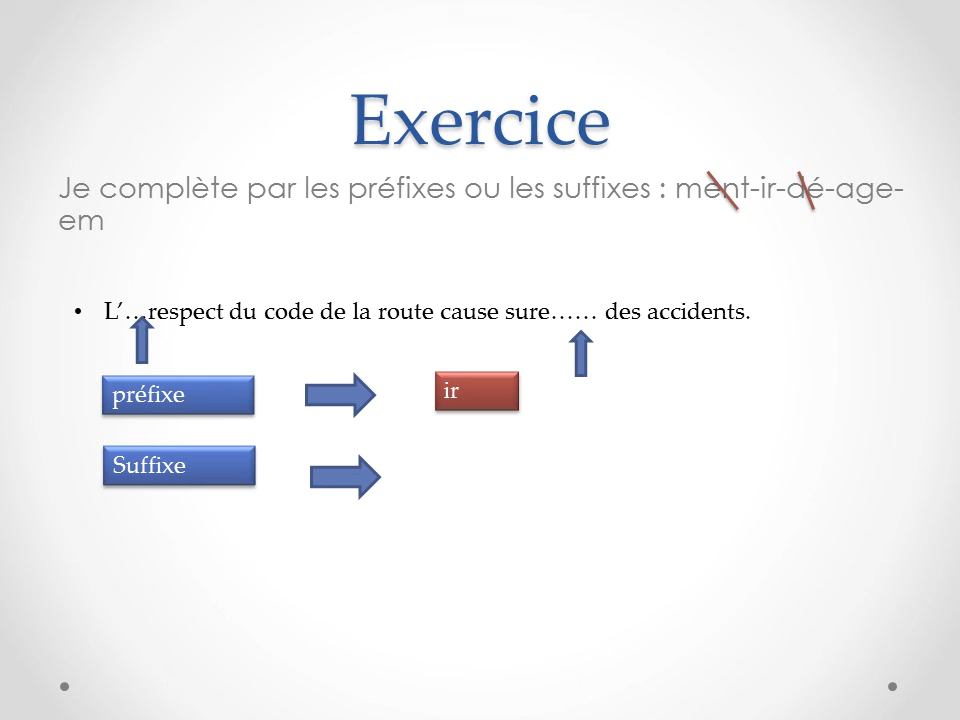 Exercice
Je complète par les préfixes ou les suffixes : ment-ir-dé-age-
em
• L’…respect du code de la route cause sure…… des accidents.
préfixe
ir
Suffixe